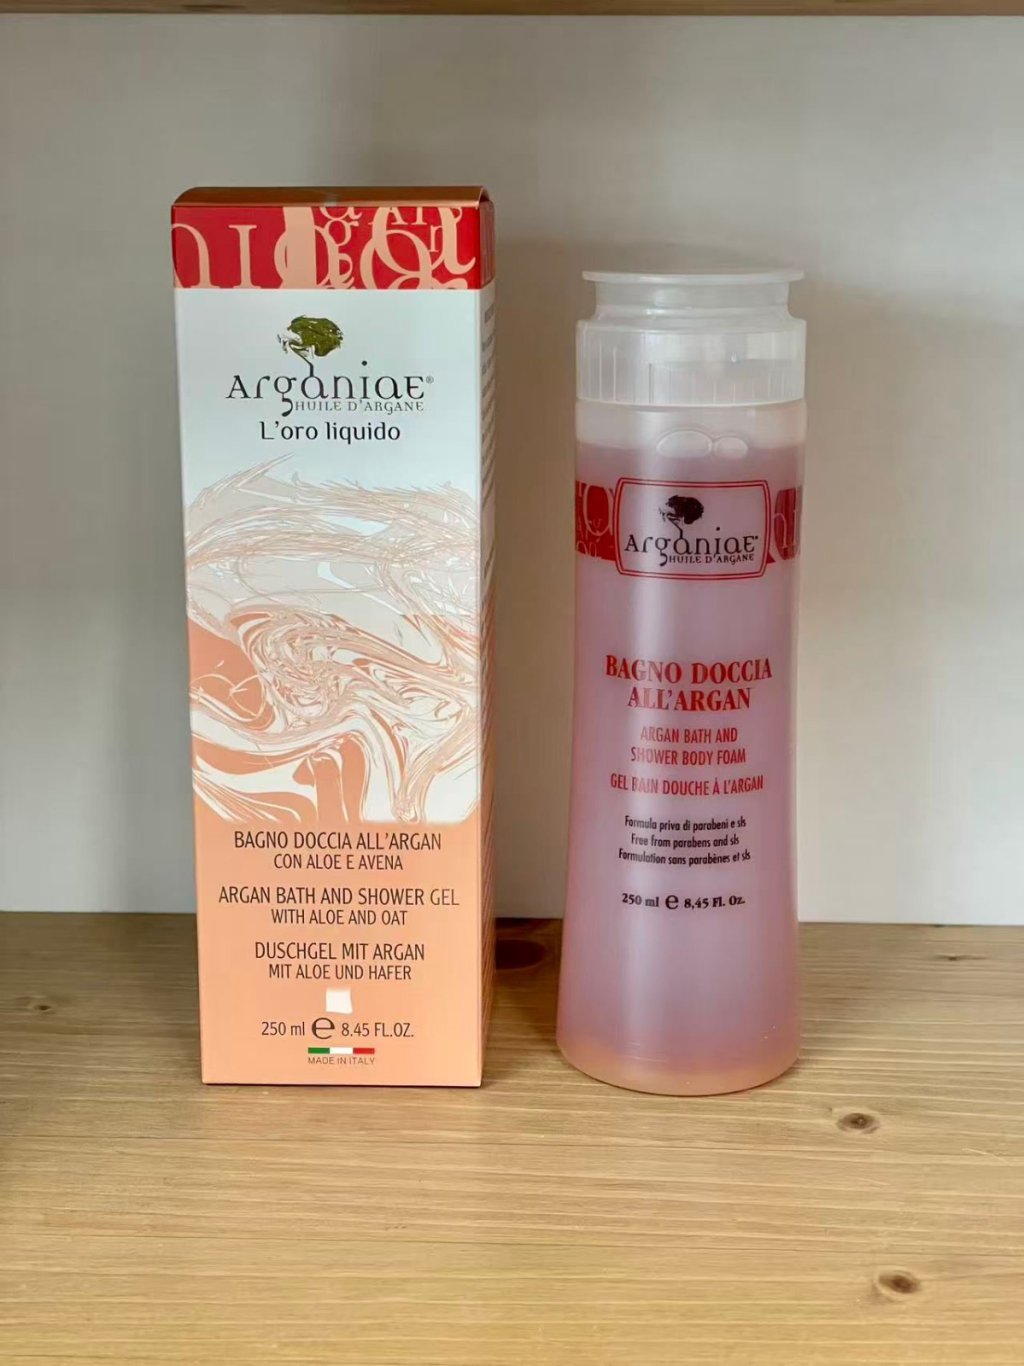 Arganiae®
HUILE D'ARGANE
L'oro liquido
BAGNO DOCCIA ALL'ARGAN
CON ALOE E AVENA
ARGAN BATH AND SHOWER GEL
WITH ALOE AND OAT
DUSCHGEL MIT ARGAN
MIT ALOE UND HAFER
250 ml ℮ 8.45 FL.OZ.
MADE IN ITALY
Arganiae®
HUILE D'ARGANE
BAGNO DOCCIA
ALL'ARGAN
ARGAN BATH AND
SHOWER BODY FOAM
GEL BAIN DOUCHE À L'ARGAN
Formula priva di parabeni e sls
Free from parabens and sls
Formulation sans parabènes et sls
250 ml ℮ 8,45 Fl. Oz.